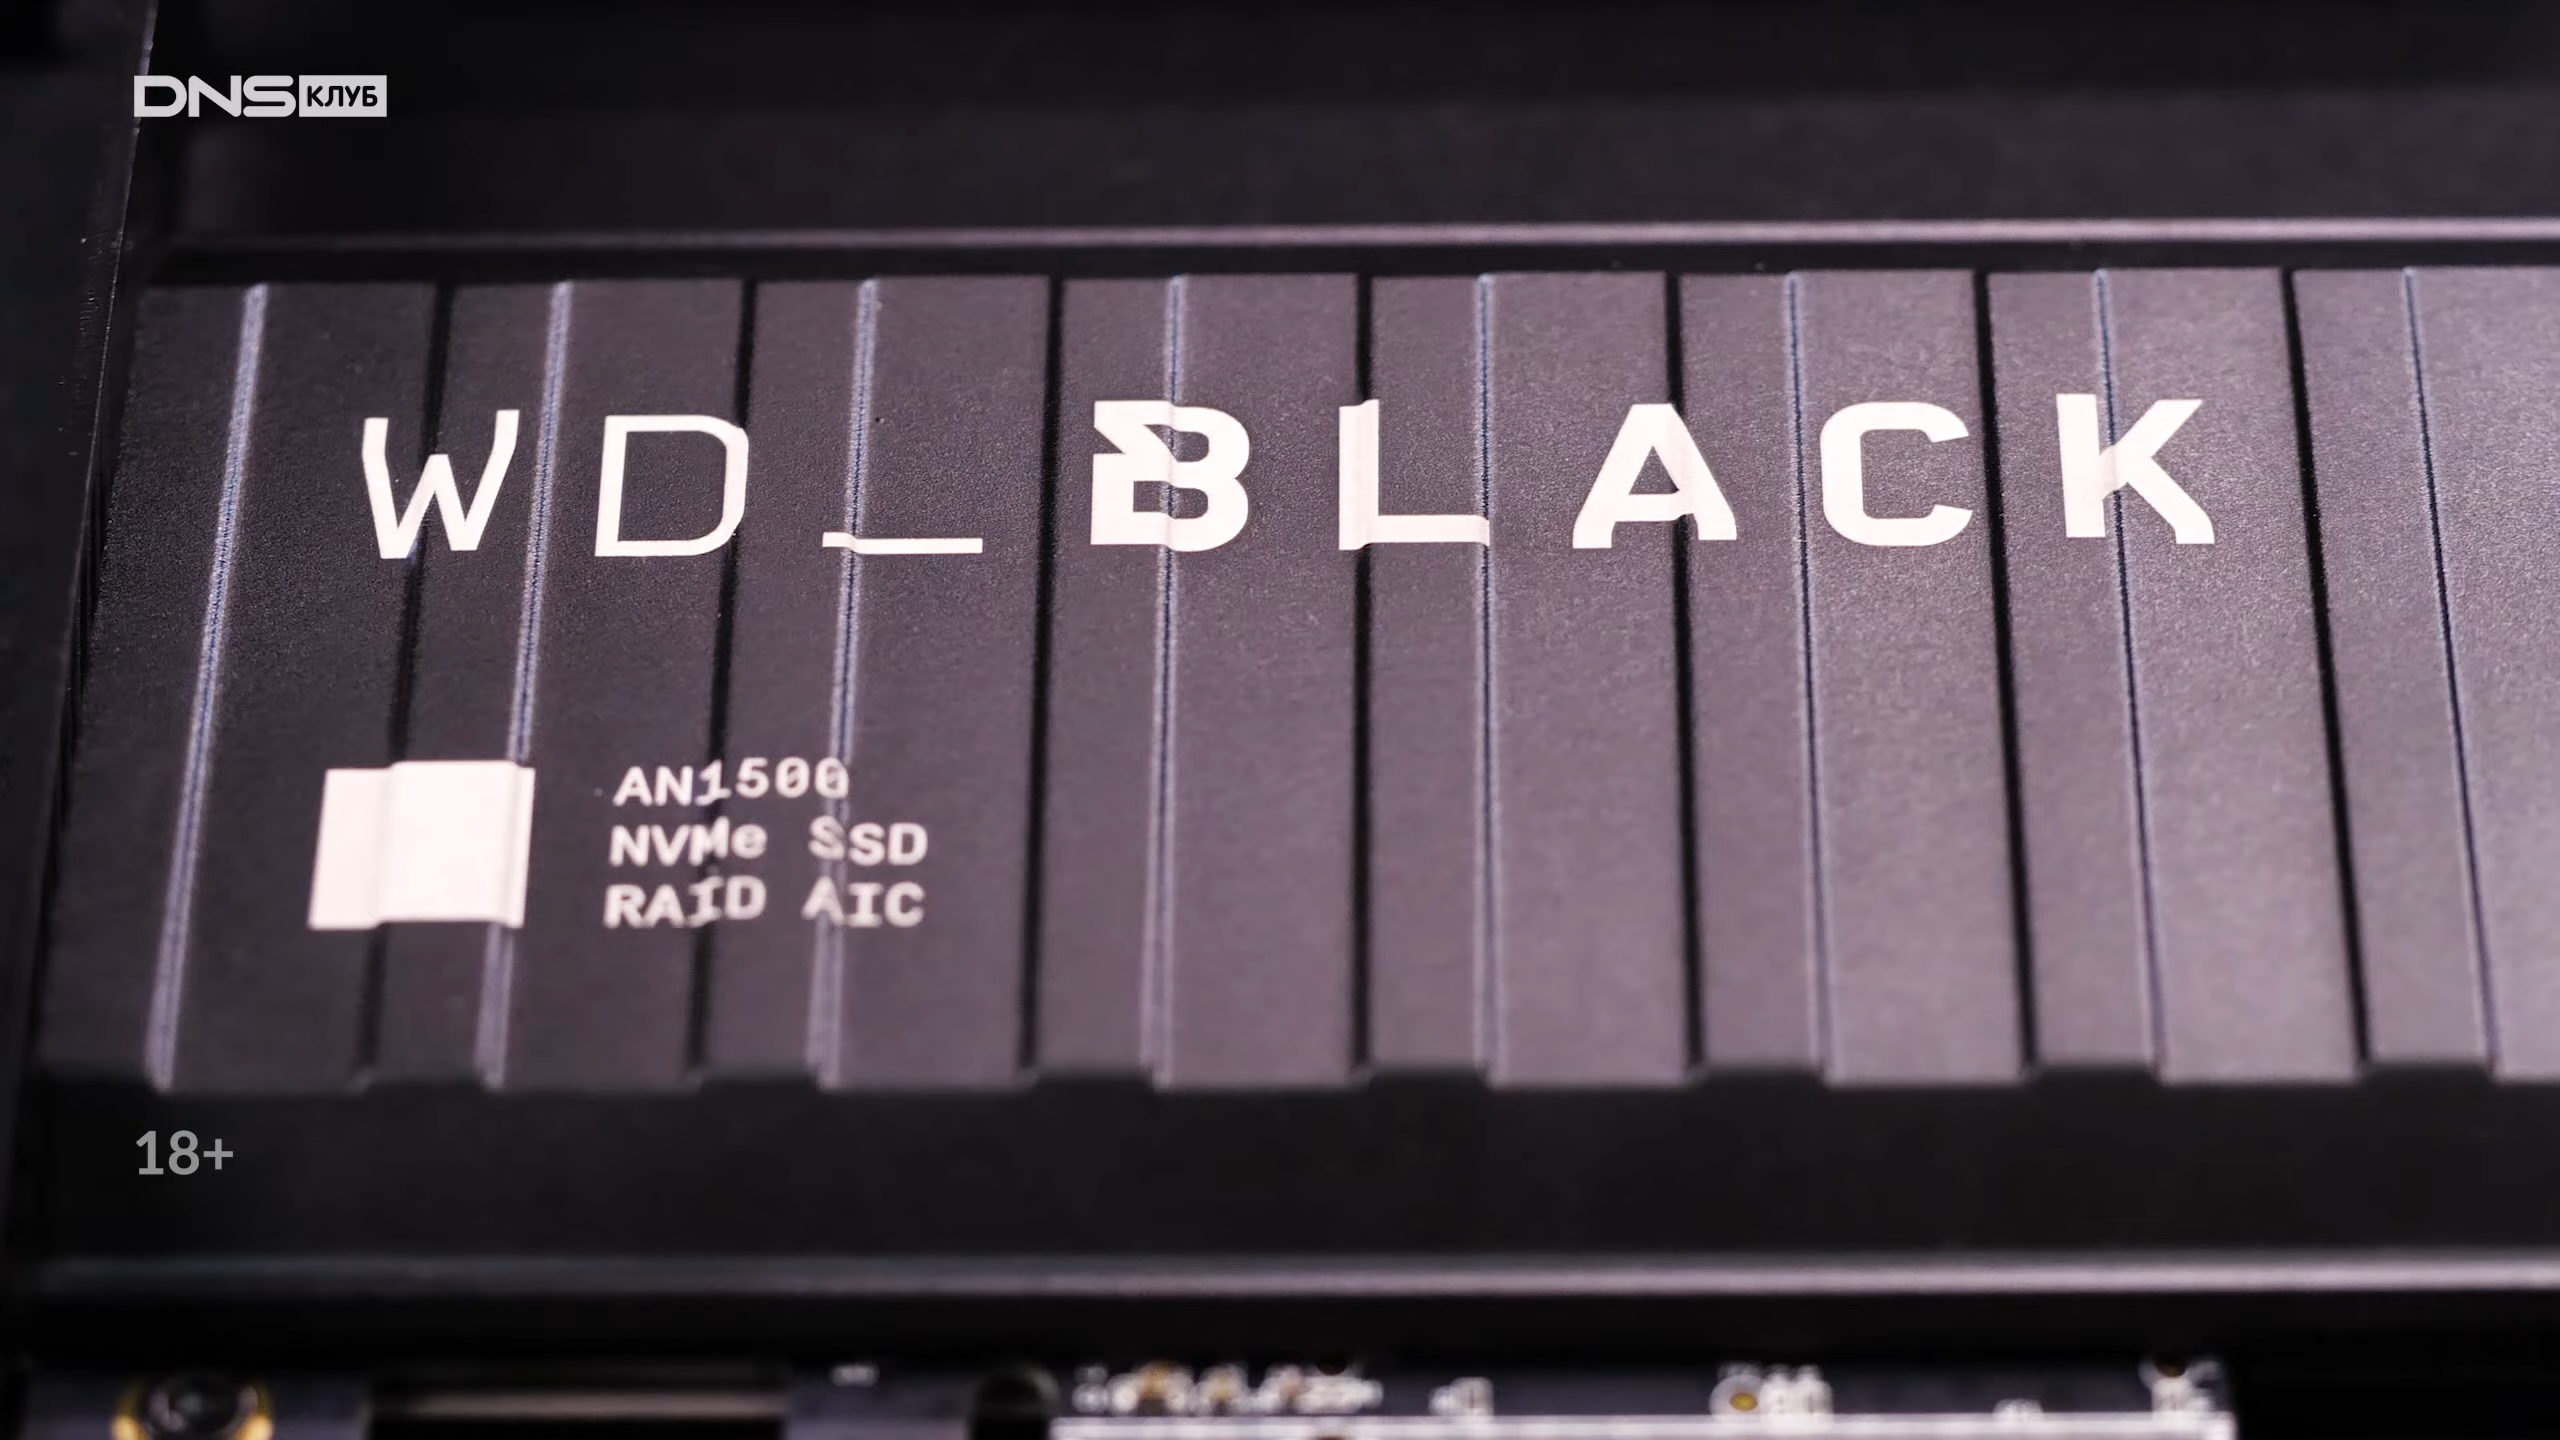 DNS КЛУБ
WD_BLACK
AN1500
NVMe SSD
RAID AIC
18+